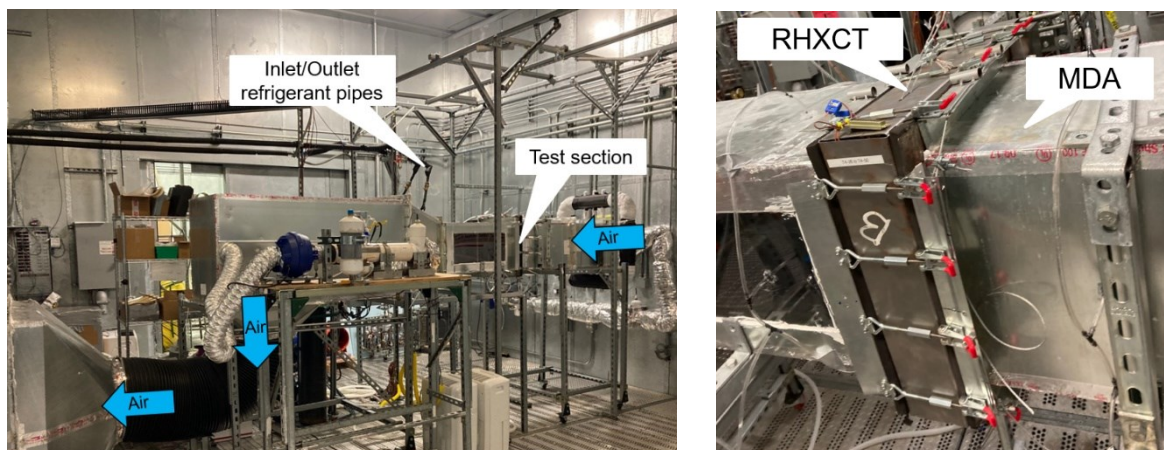 Inlet/Outlet
refrigerant pipes
Test section
Air
Air
Air
RHXCT
MDA